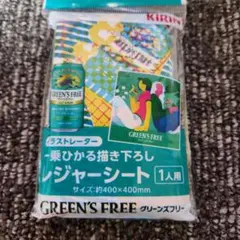 KIRIN
GREEN'S FREE
GREEN'S FREE
ラストレーター
一乗ひかる描き下ろし
レジャーシート
1人用
サイズ:約400×400mm
GREEN'S FREE グリーンズフリー